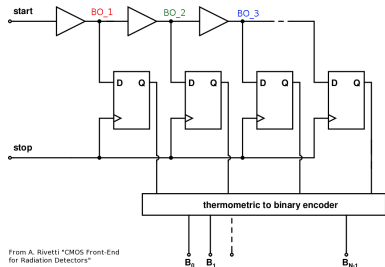 start BO_1 BO_2 BO_3
D Q D Q D Q D Q
stop
thermometric to binary encoder
From A. Rivetti "CMOS Front-End
for Radiation Detectors"
B0 B1 BN-1